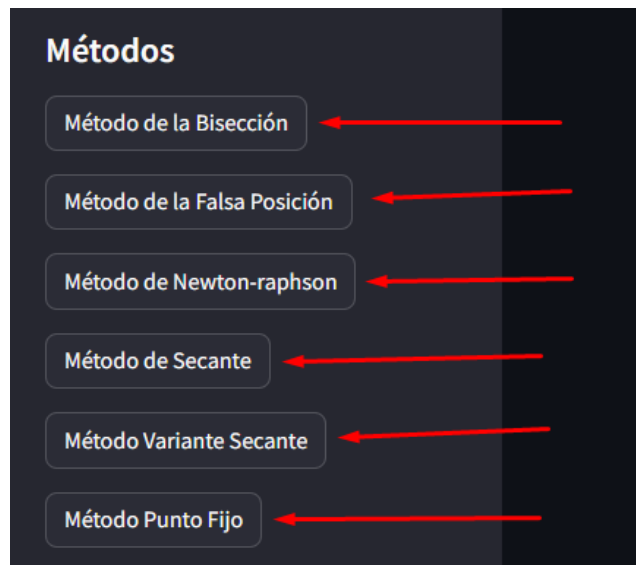 Métodos
Método de la Bisección
Método de la Falsa Posición
Método de Newton-raphson
Método de Secante
Método Variante Secante
Método Punto Fijo